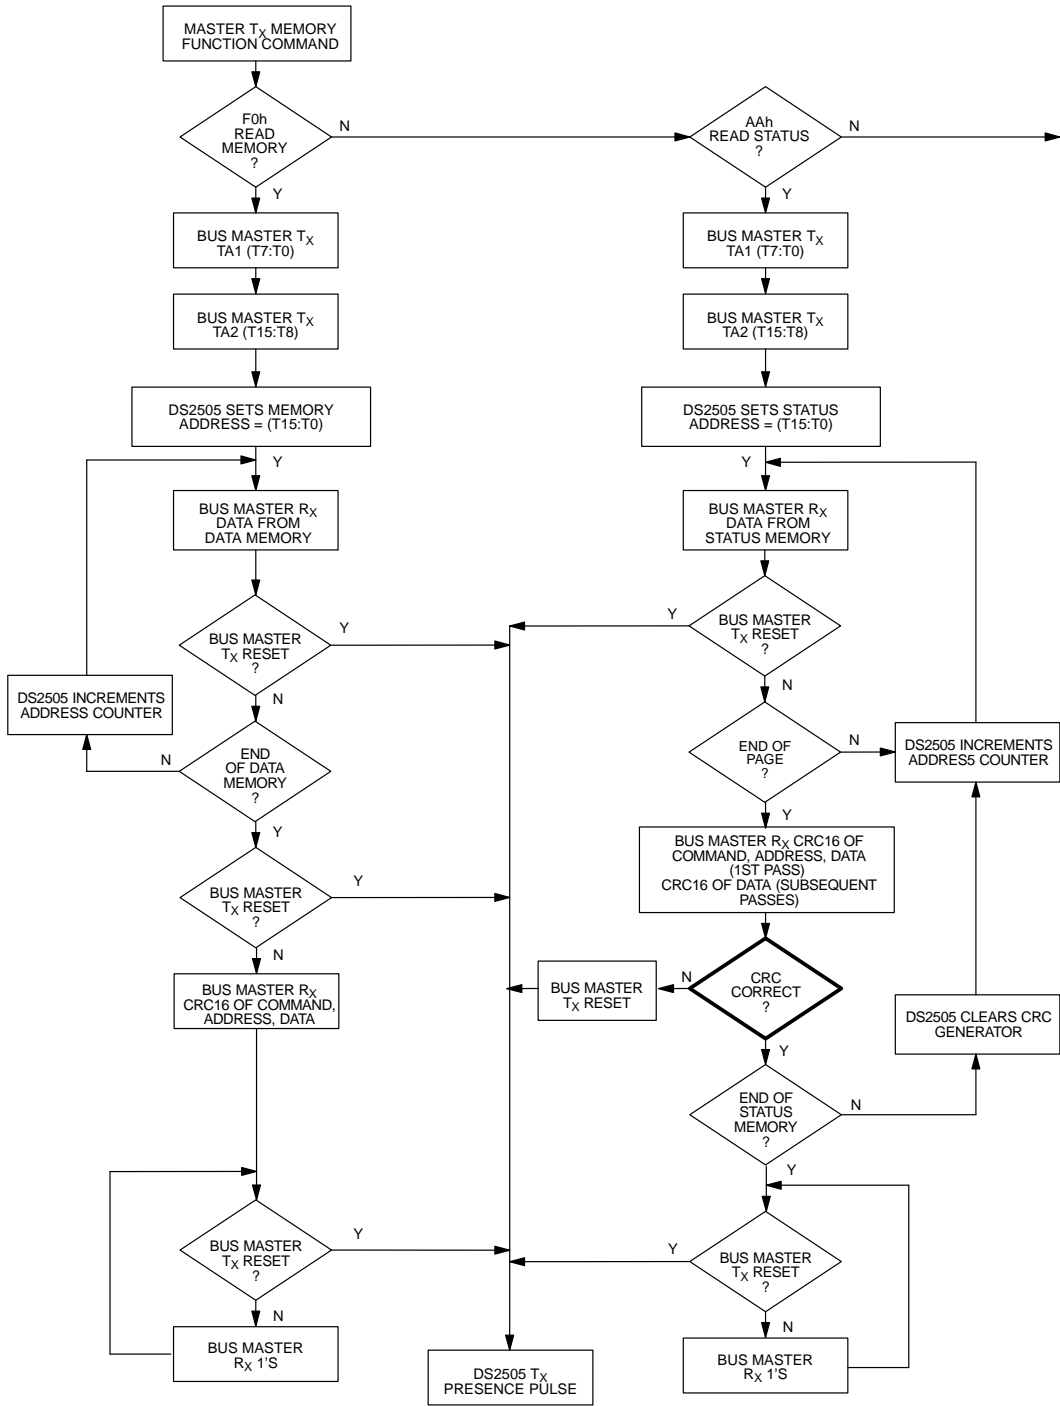 MASTER TX MEMORY
FUNCTION COMMAND
F0h
READ
MEMORY
?
N
Y
AAh
READ STATUS
?
N
Y
BUS MASTER TX
TA1 (T7:T0)
BUS MASTER TX
TA1 (T7:T0)
BUS MASTER TX
TA2 (T15:T8)
BUS MASTER TX
TA2 (T15:T8)
DS2505 SETS MEMORY
ADDRESS = (T15:T0)
DS2505 SETS STATUS
ADDRESS = (T15:T0)
Y
Y
BUS MASTER RX
DATA FROM
DATA MEMORY
BUS MASTER RX
DATA FROM
STATUS MEMORY
BUS MASTER
TX RESET
?
Y
N
Y
BUS MASTER
TX RESET
?
N
DS2505 INCREMENTS
ADDRESS COUNTER
N
END
OF DATA
MEMORY
?
Y
END OF
PAGE
?
N
Y
DS2505 INCREMENTS
ADDRES5 COUNTER
BUS MASTER
TX RESET
?
Y
N
BUS MASTER RX CRC16 OF
COMMAND, ADDRESS, DATA
(1ST PASS)
CRC16 OF DATA (SUBSEQUENT
PASSES)
BUS MASTER RX
CRC16 OF COMMAND,
ADDRESS, DATA
BUS MASTER
TX RESET
N
CRC
CORRECT
?
Y
DS2505 CLEARS CRC
GENERATOR
END OF
STATUS
MEMORY
?
N
Y
BUS MASTER
TX RESET
?
Y
N
Y
BUS MASTER
TX RESET
?
N
BUS MASTER
RX 1'S
DS2505 TX
PRESENCE PULSE
BUS MASTER
RX 1'S